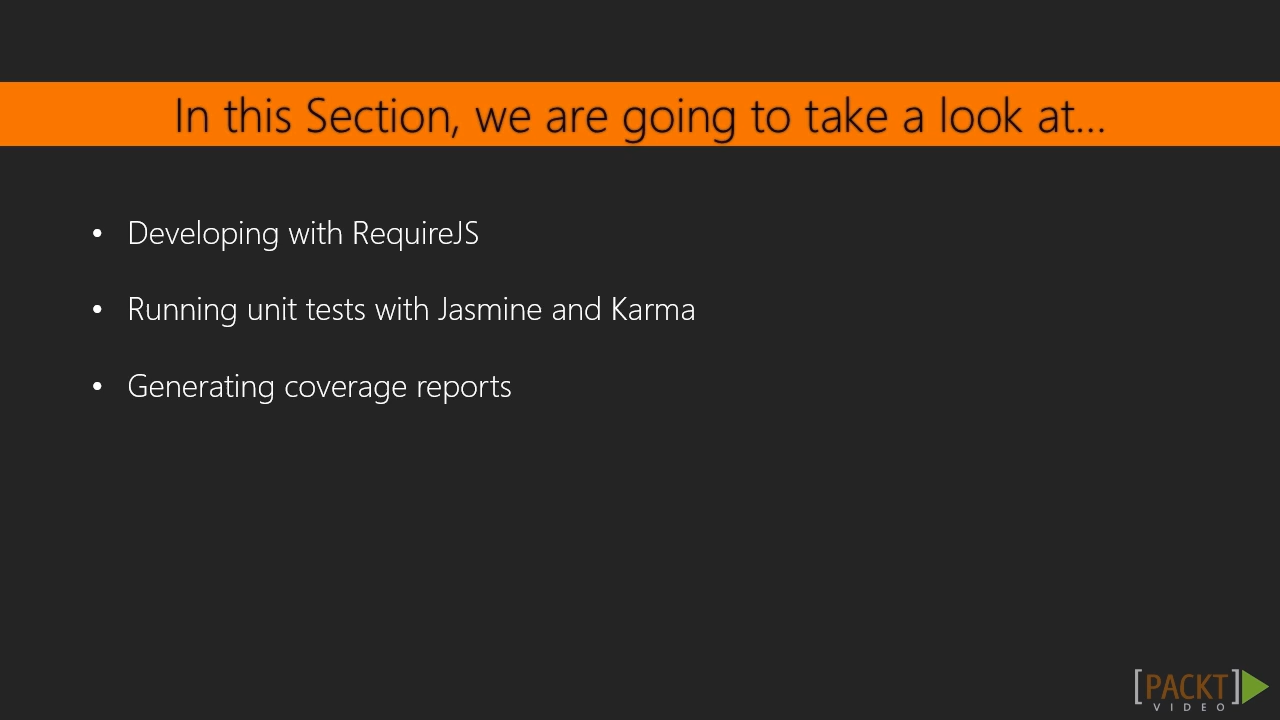 In this Section, we are going to take a look at...
• Developing with RequireJS
• Running unit tests with Jasmine and Karma
• Generating coverage reports
[PACKT]
VIDEO